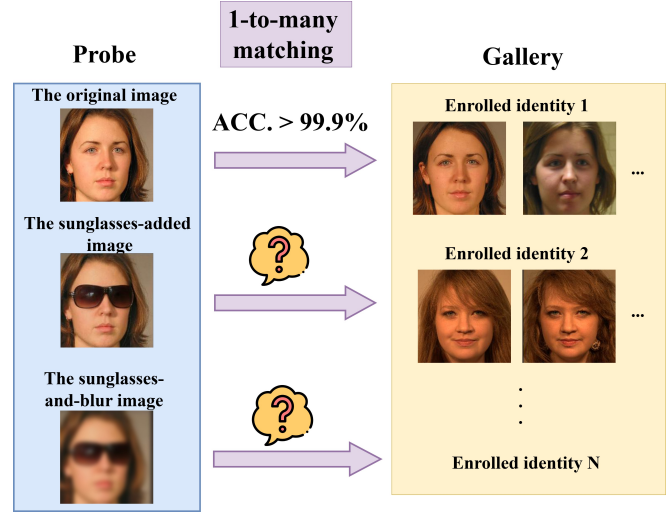 1-to-many
matching
Probe
Gallery
The original image
ACC. > 99.9%
Enrolled identity 1
...
The sunglasses-added
image
?
Enrolled identity 2
...
The sunglasses-
and-blur image
?
.
.
.
Enrolled identity N